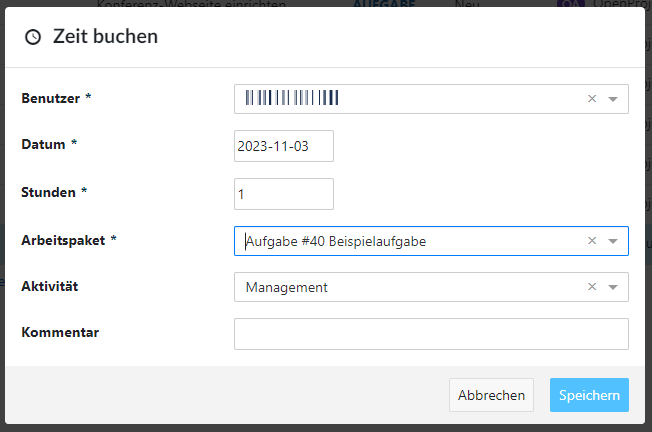 Konferenz-Webseite einrichten AUFGABE Neu OA OpenProj
Zeit buchen
Benutzer *
Datum * 2023-11-03
Stunden * 1
Arbeitspaket * Aufgabe #40 Beispielaufgabe
Aktivität Management
Kommentar
Abbrechen Speichern